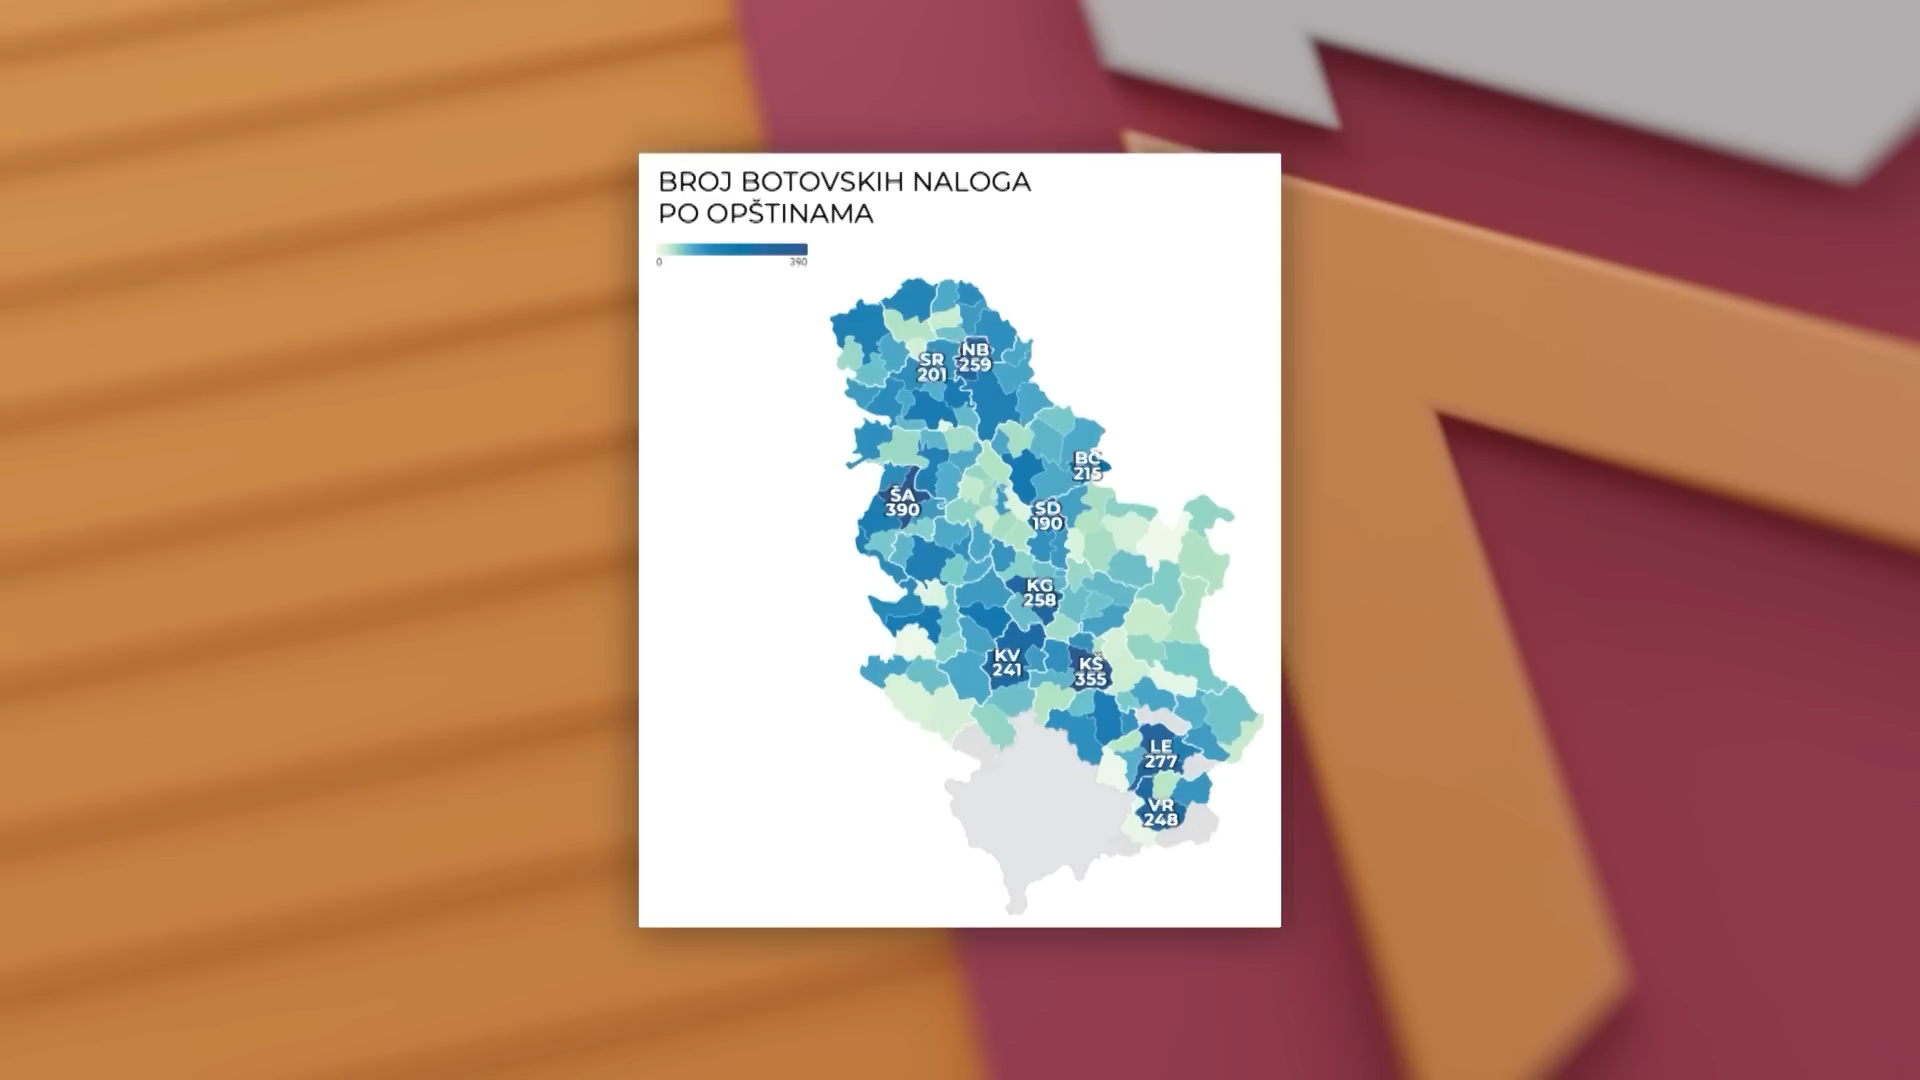 BROJ BOTOVSKIH NALOGA
PO OPŠTINAMA
0 390
SR
201
NB
259
BČ
215
ŠA
390
SD
190
KG
258
KV
241
KŠ
355
LE
277
VR
248